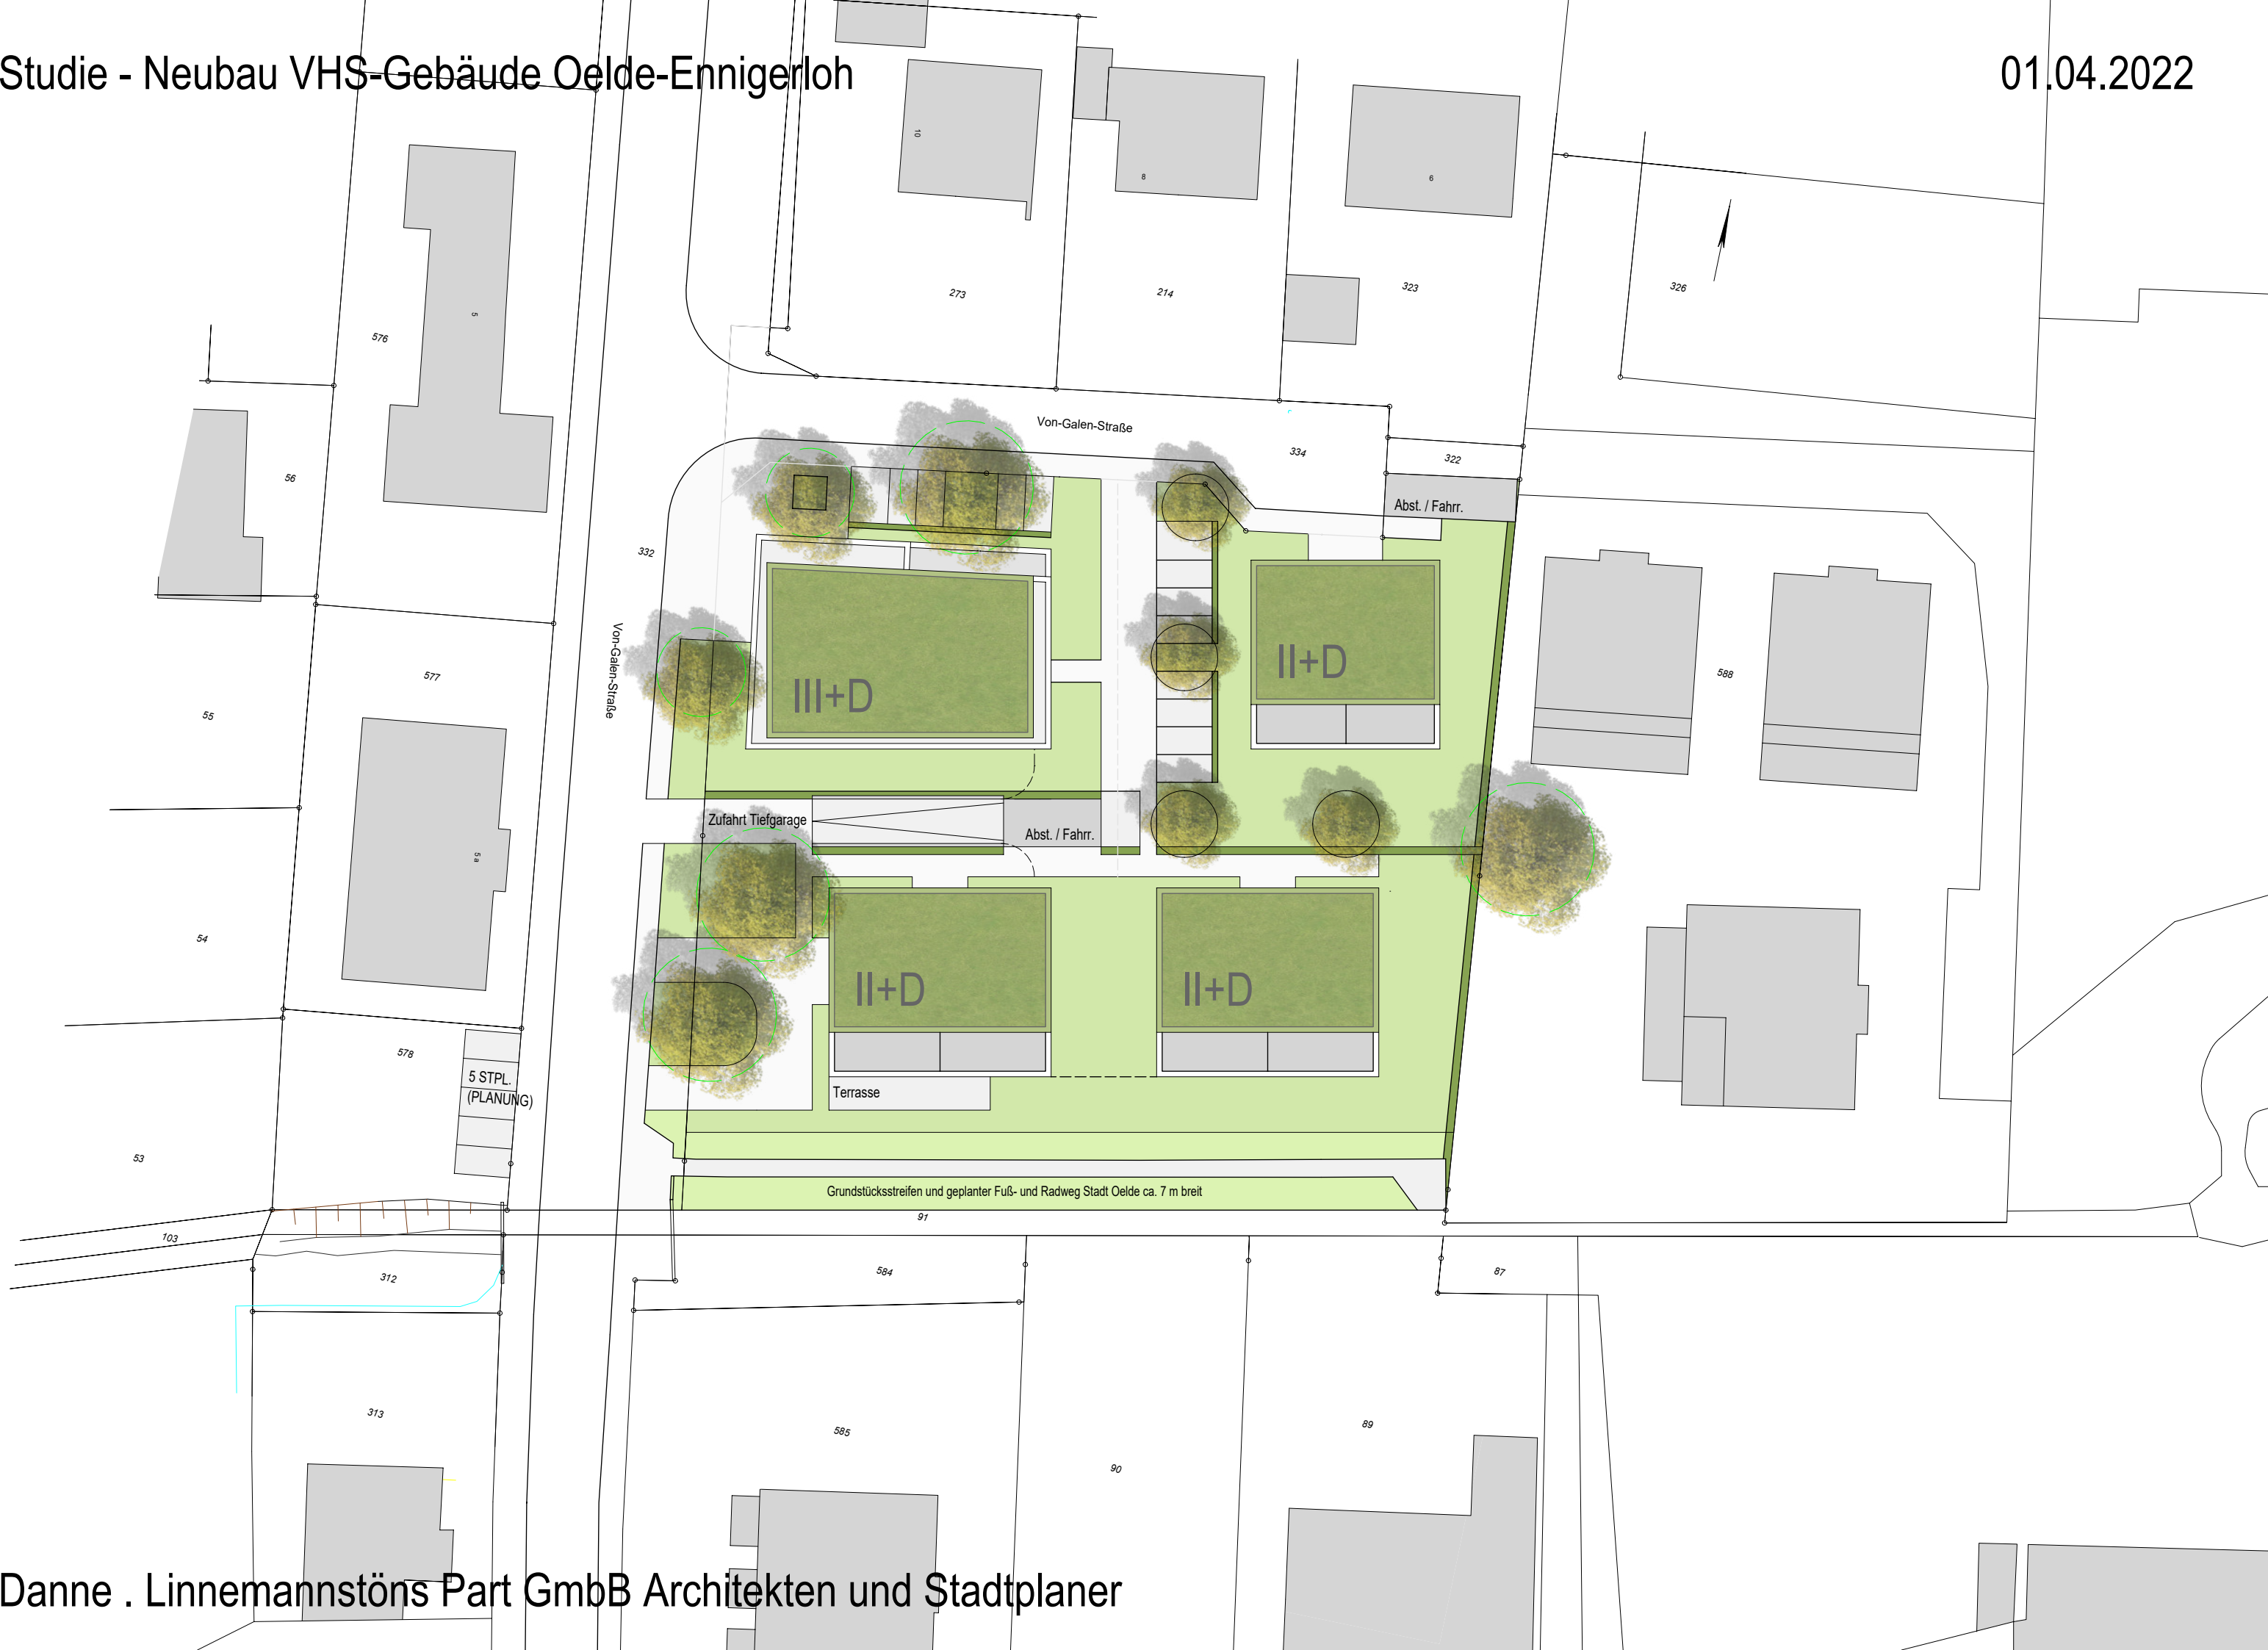 Studie - Neubau VHS-Gebäude Oelde-Ennigerloh
01.04.2022
10
8
6
5
576
273
214
323
326
56
Von-Galen-Straße
334
322
Abst. / Fahrr.
332
Von-Galen-Straße
577
55
III+D
II+D
588
Zufahrt Tiefgarage
Abst. / Fahrr.
5 a
54
II+D
II+D
578
5 STPL.
(PLANUNG)
Terrasse
53
Grundstücksstreifen und geplanter Fuß- und Radweg Stadt Oelde ca. 7 m breit
91
103
312
584
87
313
585
90
89
Danne . Linnemannstöns Part GmbB Architekten und Stadtplaner